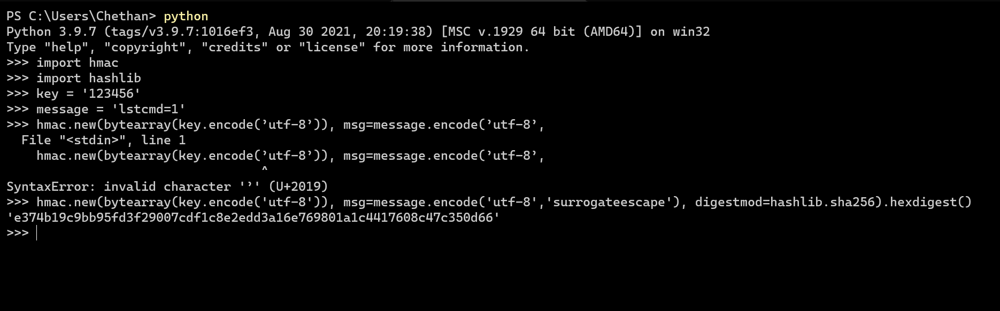 PS C:\Users\Chethan> python
Python 3.9.7 (tags/v3.9.7:1016ef3, Aug 30 2021, 20:19:38) [MSC v.1929 64 bit (AMD64)] on win32
Type "help", "copyright", "credits" or "license" for more information.
>>> import hmac
>>> import hashlib
>>> key = '123456'
>>> message = 'lstcmd=1'
>>> hmac.new(bytearray(key.encode(’utf-8’)), msg=message.encode(’utf-8’,
  File "<stdin>", line 1
    hmac.new(bytearray(key.encode(’utf-8’)), msg=message.encode(’utf-8’,
                                  ^
SyntaxError: invalid character '’' (U+2019)
>>> hmac.new(bytearray(key.encode('utf-8')), msg=message.encode('utf-8','surrogateescape'), digestmod=hashlib.sha256).hexdigest()
'e374b19c9bb95fd3f29007cdf1c8e2edd3a16e769801a1c4417608c47c350d66'
>>>